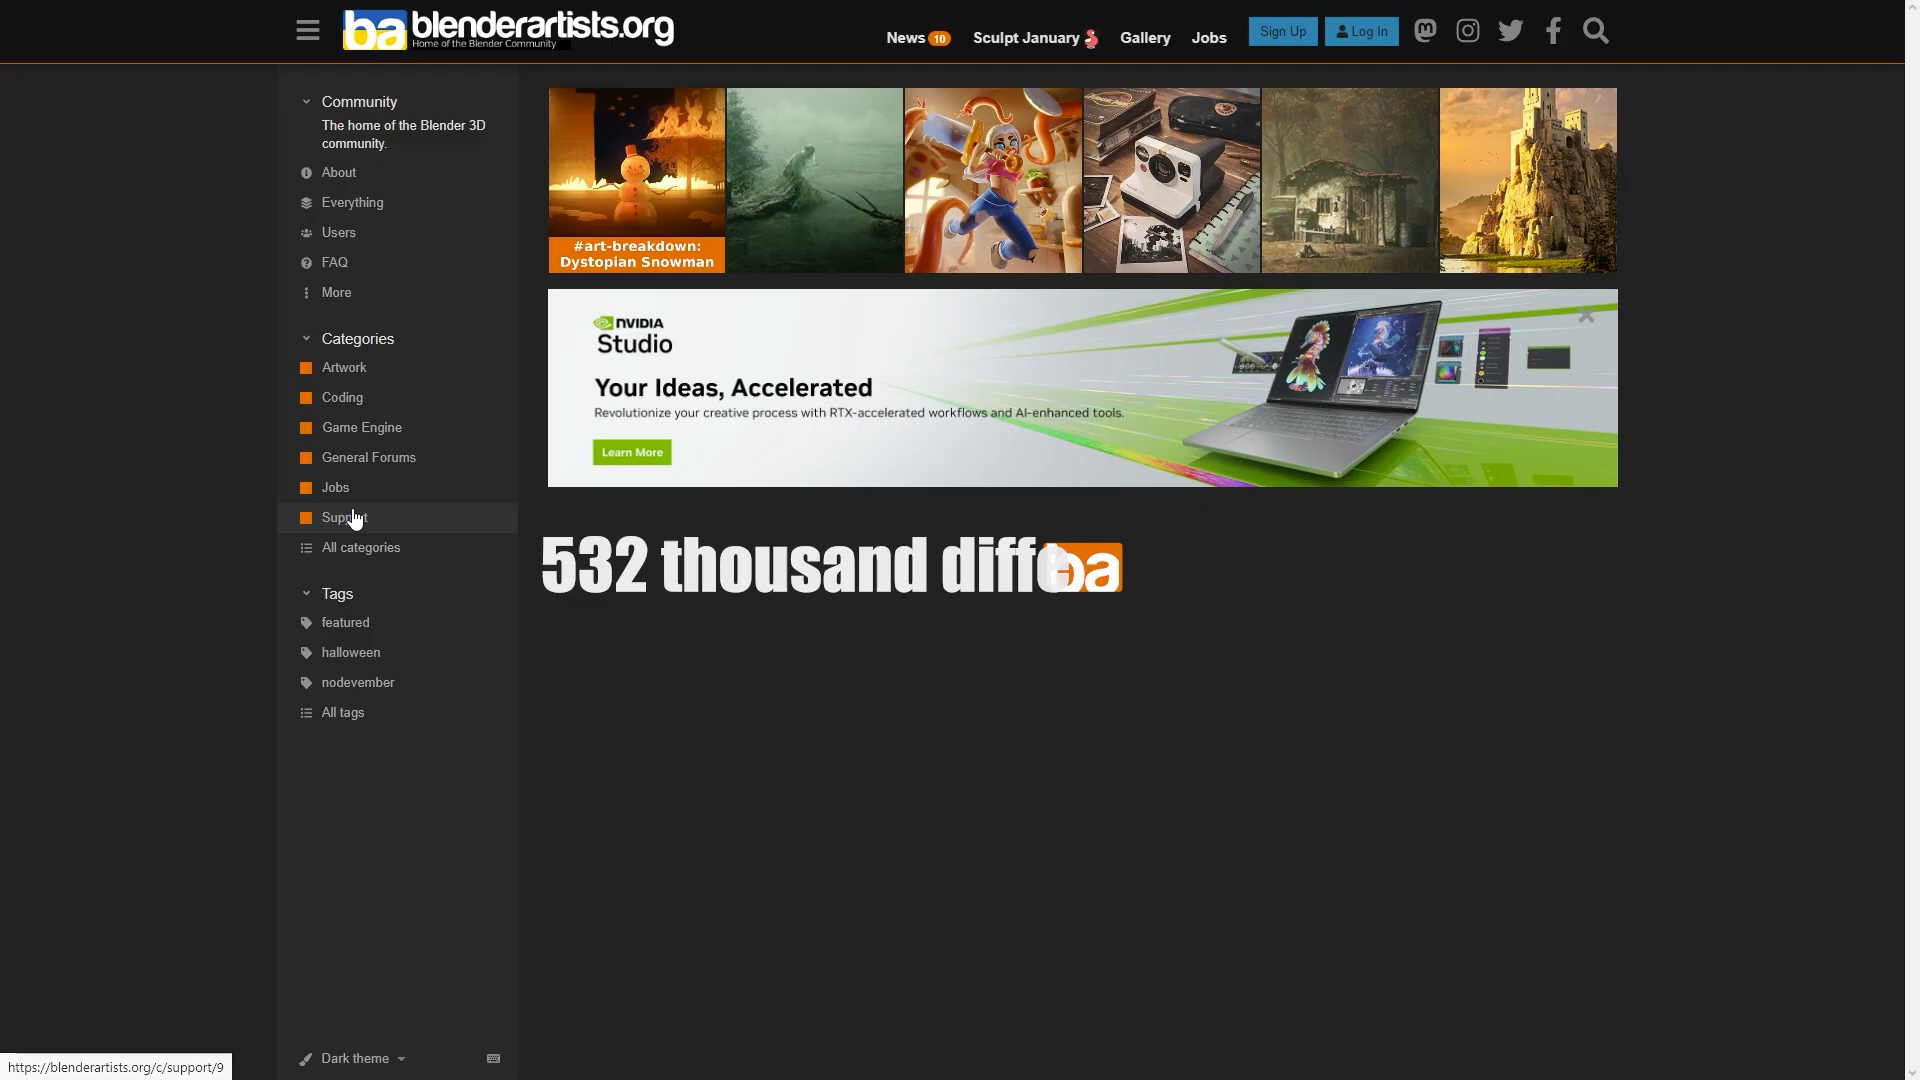 blenderartists.org
Home of the Blender Community
News 10
Sculpt January
Gallery
Jobs
Sign Up
Log In
Community
The home of the Blender 3D
community.
About
Everything
Users
FAQ
More
Categories
Artwork
Coding
Game Engine
General Forums
Jobs
Support
All categories
Tags
featured
halloween
nodevember
All tags
Dark theme
https://blenderartists.org/c/support/9
#art-breakdown:
Dystopian Snowman
NVIDIA
Studio
Your Ideas, Accelerated
Revolutionize your creative process with RTX-accelerated workflows and AI-enhanced tools.
Learn More
532 thousand diffe
ba